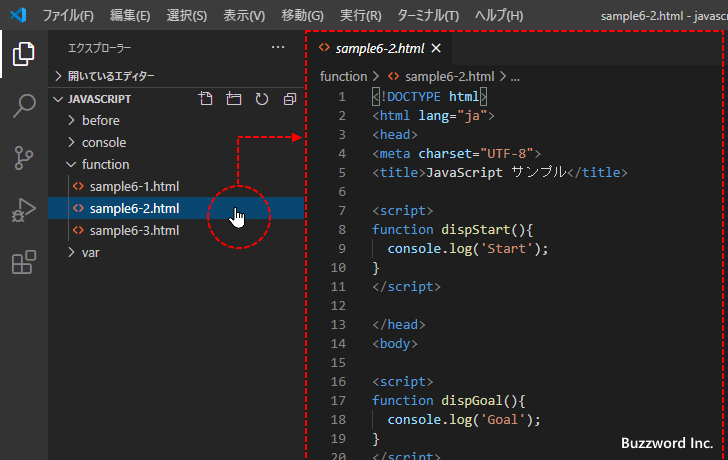 ファイル(F) 編集(E) 選択(S) 表示(V) 移動(G) 実行(R) ターミナル(T) ヘルプ(H) sample6-2.html - javasc
エクスプローラー ···
開いているエディター
JAVASCRIPT
before
console
function
sample6-1.html
sample6-2.html
sample6-3.html
var
sample6-2.html
function > sample6-2.html > ...
1 <!DOCTYPE html>
2 <html lang="ja">
3 <head>
4 <meta charset="UTF-8">
5 <title>JavaScript サンプル</title>
6
7 <script>
8 function dispStart(){
9 console.log('Start');
10 }
11 </script>
12
13 </head>
14 <body>
15
16 <script>
17 function dispGoal(){
18 console.log('Goal');
19 }
20 </script>
Buzzword Inc.